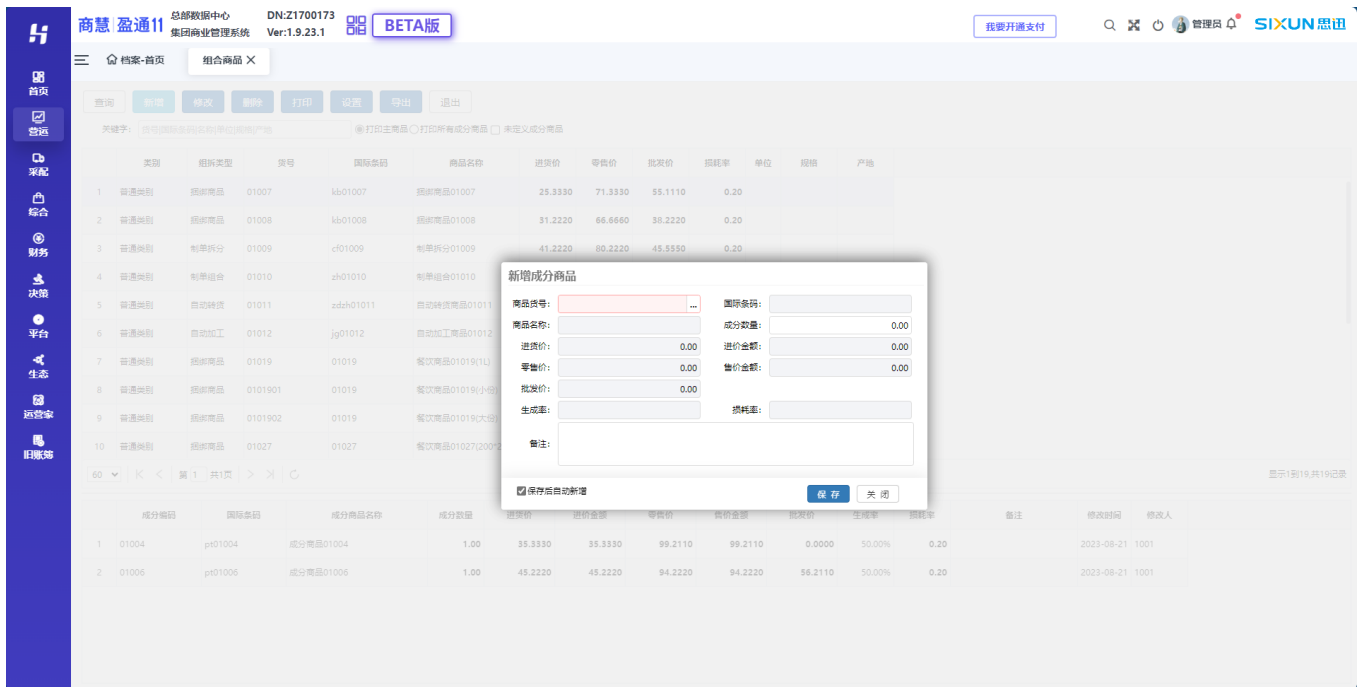 商慧 盈通11 总部数据中心 DN:Z1700173 BETA版 我要开通支付 管理员 SIXUN思迅
集团商业管理系统 Ver:1.9.23.1
档案-首页 组合商品
首页
营运
采配
综合
财务
决策
平台
生态
运营家
旧账簿
查询 新增 修改 删除 打印 设置 导出 退出
关键字: 打印主商品 打印所有成分商品 未定义成分商品
类别 组拆类型 货号 国际条码 商品名称 进货价 零售价 批发价 损耗率 单位 规格 产地
1 普通类别 捆绑商品 01007 kb01007 捆绑商品01007 25.3330 71.3330 55.1110 0.20
2 普通类别 捆绑商品 01008 kb01008 捆绑商品01008 31.2220 66.6660 38.2220 0.20
3 普通类别 制单拆分 01009 cf01009 制单拆分01009 41.2220 80.2220 45.5550 0.20
4 普通类别 制单组合 01010 zh01010 制单组合01010
5 普通类别 自动转货 01011 zdzh01011 自动转货商品01011
6 普通类别 自动加工 01012 jg01012 自动加工商品01012
7 普通类别 捆绑商品 01019 01019 餐饮商品01019(1L)
8 普通类别 捆绑商品 0101901 01019 餐饮商品01019(小份)
9 普通类别 捆绑商品 0101902 01019 餐饮商品01019(大份)
10 普通类别 捆绑商品 01027 01027 餐饮商品01027(200*2
60 第 1 共1页 显示1到19,共19记录
新增成分商品
商品货号: ... 国际条码:
商品名称: 成分数量: 0.00
进货价: 0.00 进价金额: 0.00
零售价: 0.00 售价金额: 0.00
批发价: 0.00
生成率: 损耗率:
备注:
保存后自动新增 保 存 关 闭
成分编码 国际条码 成分商品名称 成分数量 进货价 进价金额 零售价 售价金额 批发价 生成率 损耗率 备注 修改时间 修改人
1 01004 pt01004 成分商品01004 1.00 35.3330 35.3330 99.2110 99.2110 0.0000 50.00% 0.20 2023-08-21 1001
2 01006 pt01006 成分商品01006 1.00 45.2220 45.2220 94.2220 94.2220 56.2110 50.00% 0.20 2023-08-21 1001